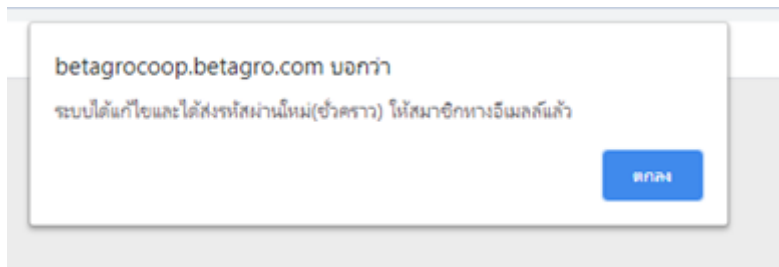 betagrocoop.betagro.com บอกว่า
ระบบได้แก้ไขและได้ส่งรหัสผ่านใหม่(ชั่วคราว) ให้สมาชิกทางอีเมลล์แล้ว
ตกลง